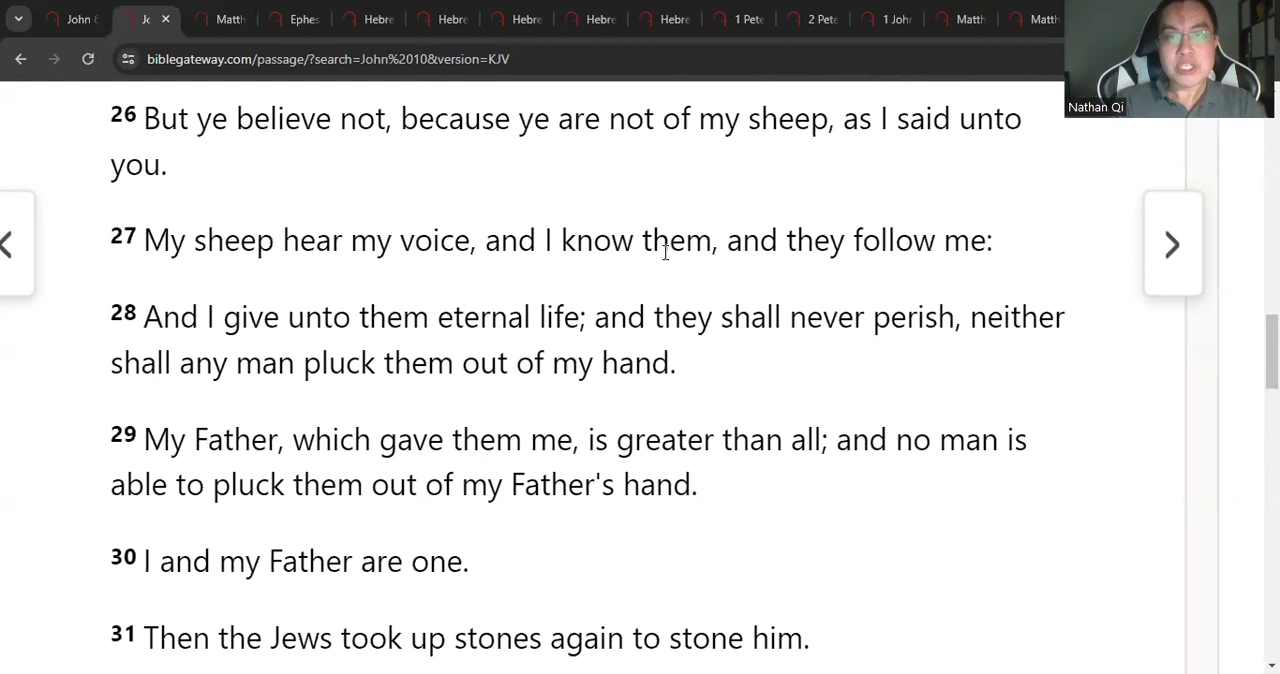 John 6 Jo Matth Ephes Hebre Hebre Hebre Hebre Hebre 1 Pete 2 Pete 1 John Matth Matth
biblegateway.com/passage/?search=John%2010&version=KJV
Nathan Qi
26 But ye believe not, because ye are not of my sheep, as I said unto
you.
27 My sheep hear my voice, and I know them, and they follow me:
28 And I give unto them eternal life; and they shall never perish, neither
shall any man pluck them out of my hand.
29 My Father, which gave them me, is greater than all; and no man is
able to pluck them out of my Father's hand.
30 I and my Father are one.
31 Then the Jews took up stones again to stone him.